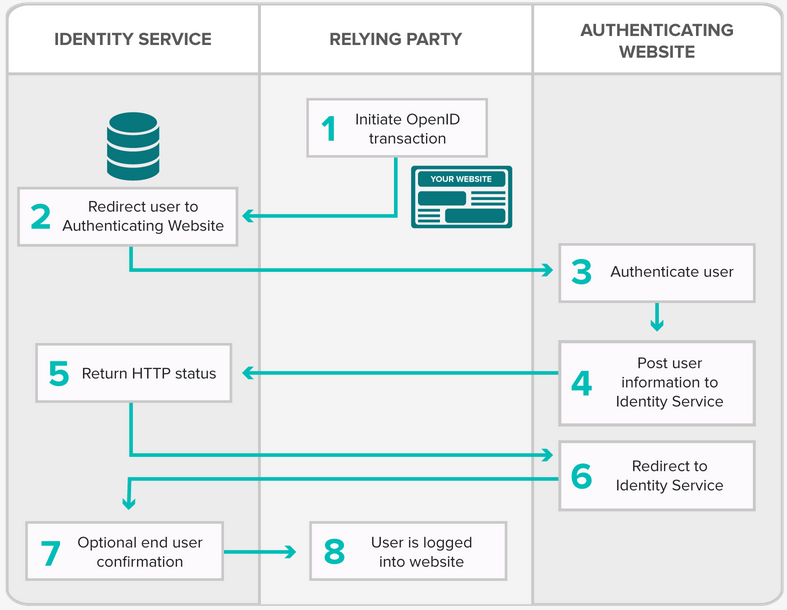 IDENTITY SERVICE
RELYING PARTY
AUTHENTICATING
WEBSITE
1
Initiate OpenID
transaction
YOUR WEBSITE
2
Redirect user to
Authenticating Website
3
Authenticate user
4
Post user
information to
Identity Service
5
Return HTTP status
6
Redirect to
Identity Service
7
Optional end user
confirmation
8
User is logged
into website